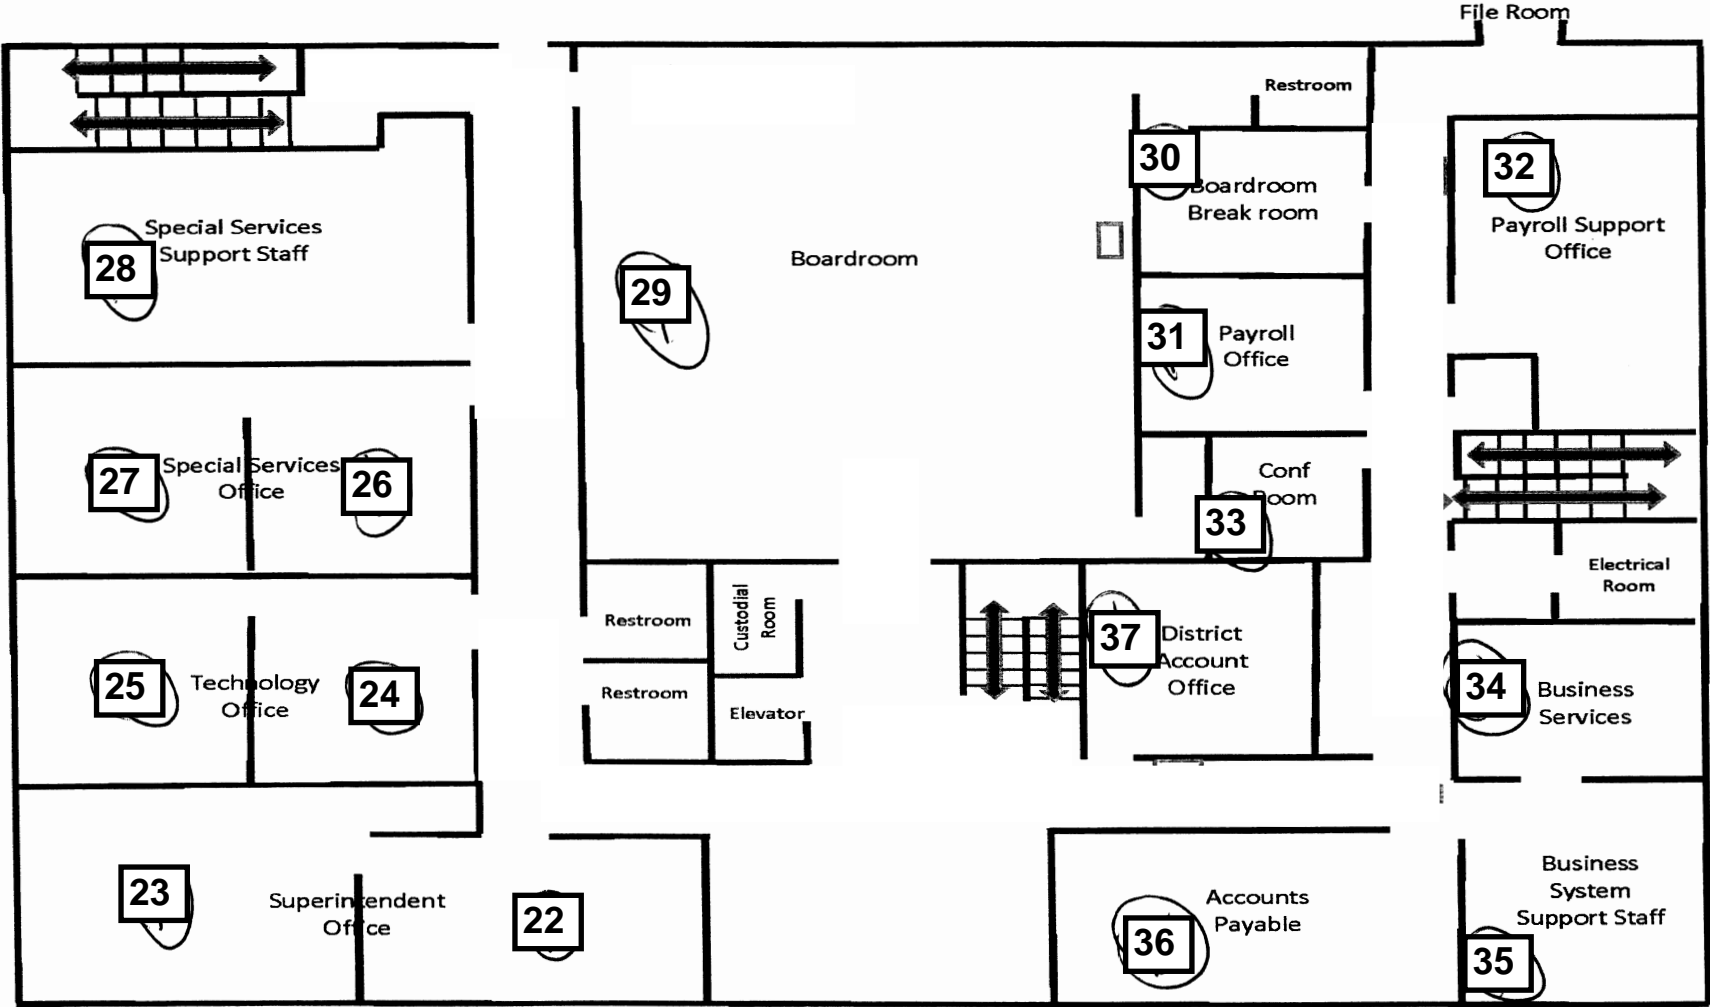 File Room
Restroom
30
Boardroom
Break room
32
Payroll Support
Office
Special Services
Support Staff
28
Boardroom
29
31
Payroll
Office
27
Special Services
Office
26
Conf
Room
33
Electrical
Room
Restroom
Custodial
Room
37
District
Account
Office
25
Technology
Office
24
Restroom
Elevator
34
Business
Services
23
Superintendent
Office
22
Accounts
Payable
36
Business
System
Support Staff
35